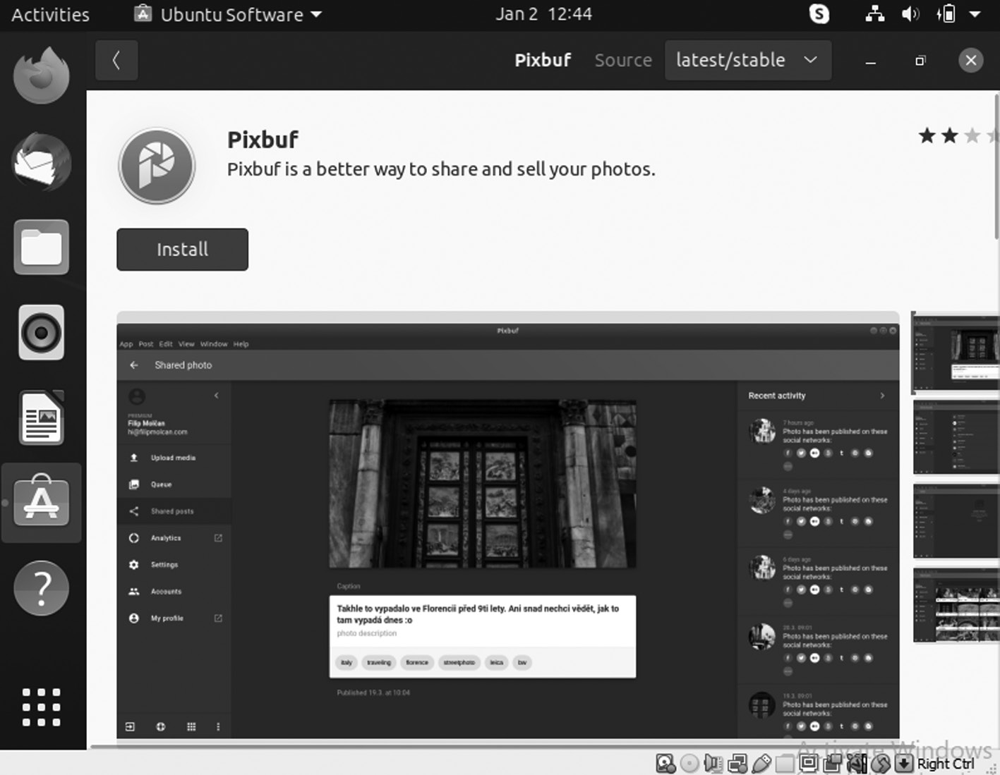 Activities
Ubuntu Software
Jan 2 12:44
Pixbuf
Source
latest/stable
Pixbuf
Pixbuf is a better way to share and sell your photos.
Install
Pixbuf
App Post Edit View Window Help
Shared photo
PREMIUM
Filip Molčan
hi@filipmolcan.com
Upload media
Queue
Shared posts
Analytics
Settings
Accounts
My profile
Caption
Takhle to vypadalo ve Florencii před 9ti lety. Ani snad nechci vědět, jak to
tam vypadá dnes :o
photo description
italy traveling florence streetphoto leica bw
Published 19.3. at 10:04
Recent activity
7 hours ago
Photo has been published on these
social networks:
4 days ago
Photo has been published on these
social networks:
6 days ago
Photo has been published on these
social networks:
20.3. 09:01
Photo has been published on these
social networks:
19.3. 09:01
Photo has been published on these
social networks:
Activate Windows
Right Ctrl